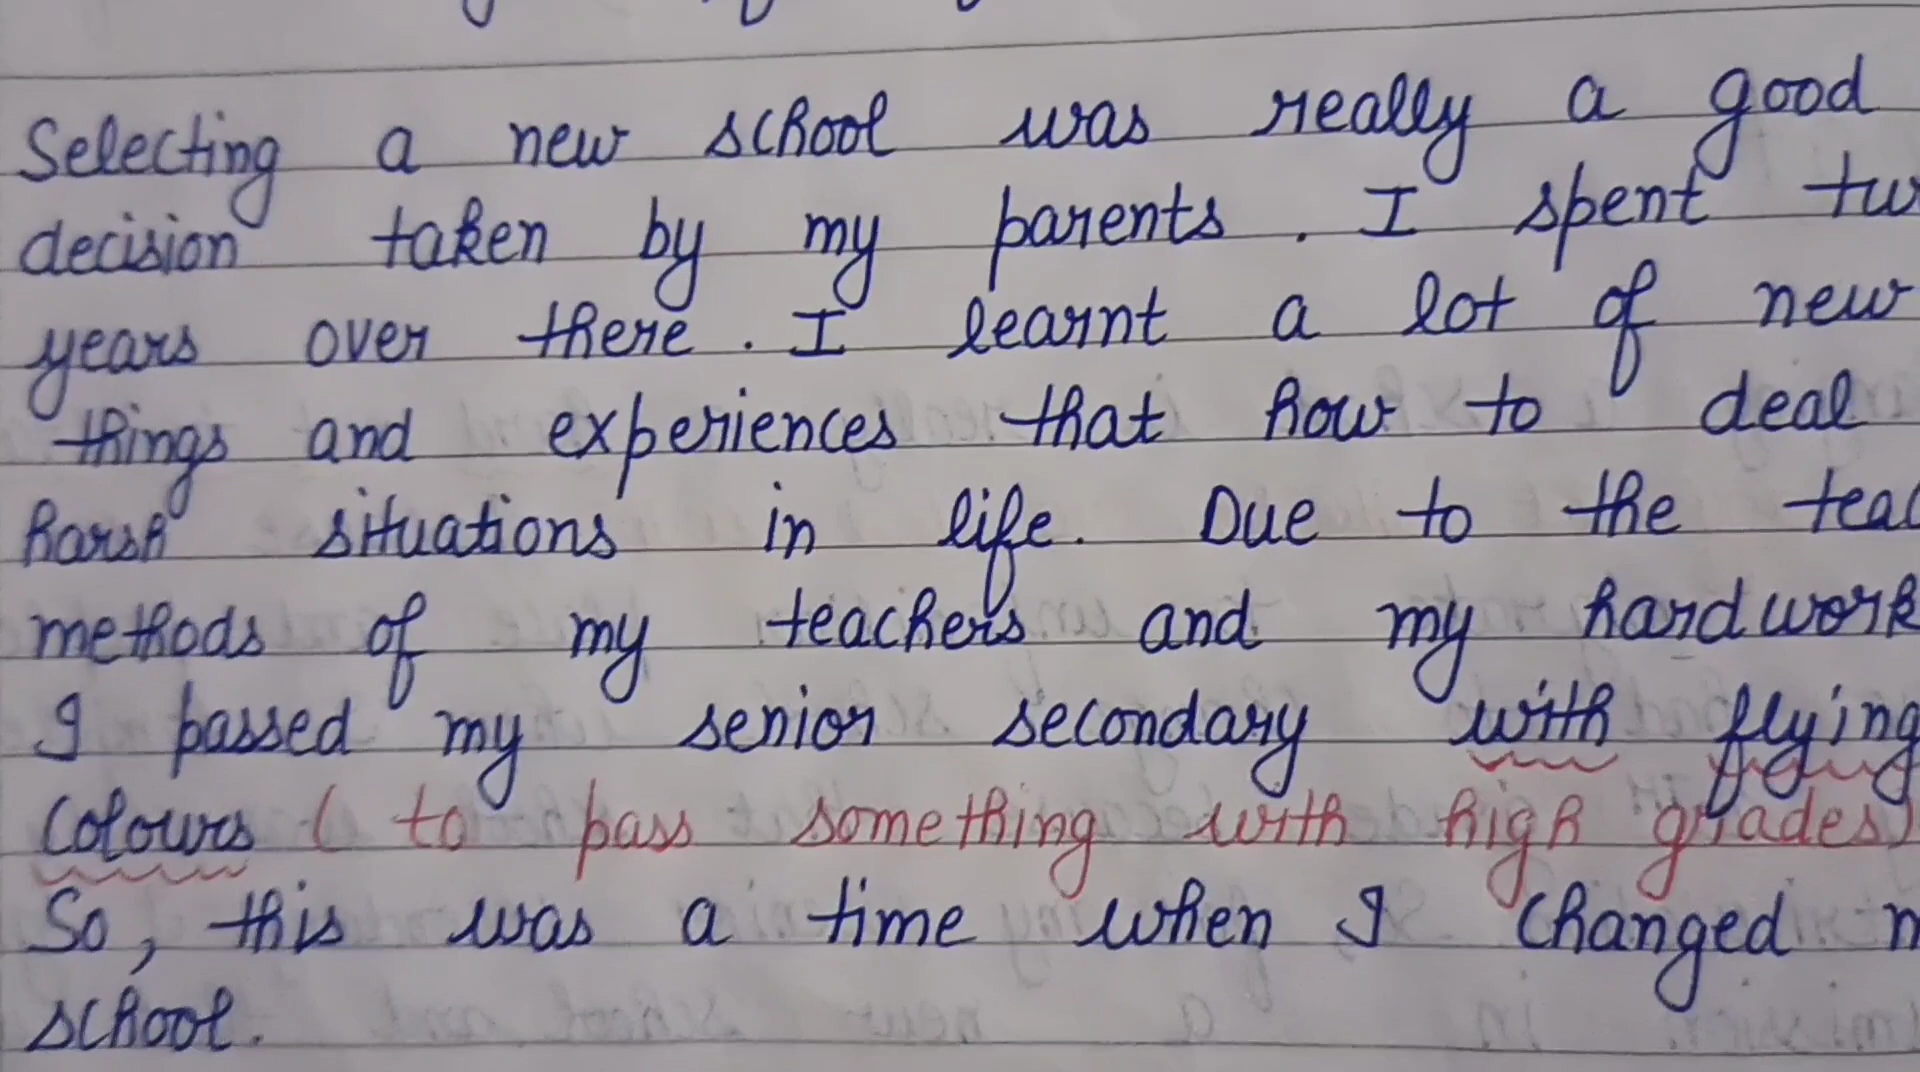 Selecting a new school was really a good
decision taken by my parents. I spent
years over there. I learnt a lot of new
things and experiences that how to deal
harsh situations in life. Due to the
methods of my teachers and my hardwork
I passed my senior secondary with flying
colours (to pass something with high grades)
So, this was a time when I changed
school.